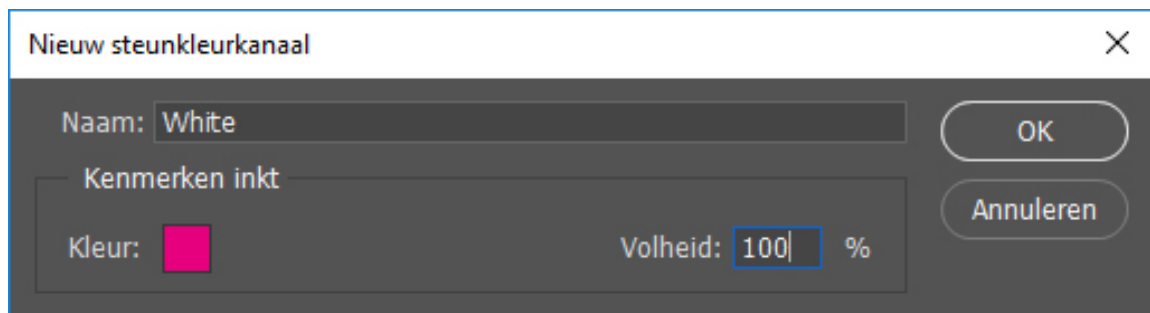 Nieuw steunkleurkanaal
Naam: White
OK
Kenmerken inkt
Annuleren
Kleur: Volheid: 100 %